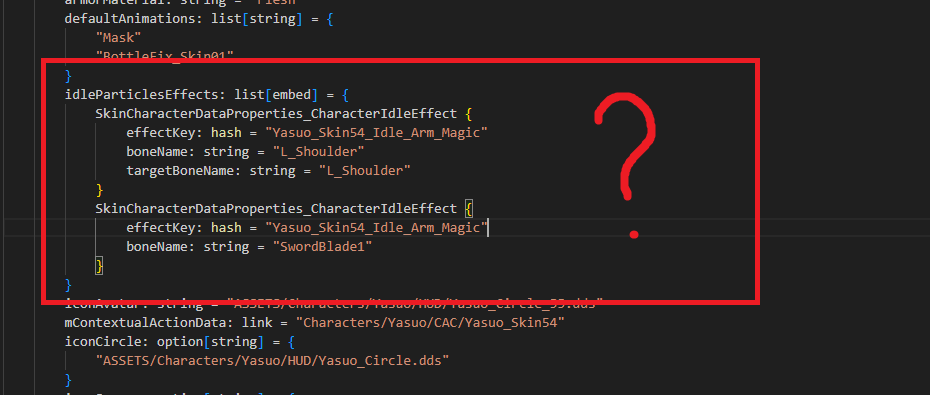 armorMaterial: string = "Flesh"
defaultAnimations: list[string] = {
"Mask"
"BottleFix_Skin01"
}
idleParticlesEffects: list[embed] = {
SkinCharacterDataProperties_CharacterIdleEffect {
effectKey: hash = "Yasuo_Skin54_Idle_Arm_Magic"
boneName: string = "L_Shoulder"
targetBoneName: string = "L_Shoulder"
}
SkinCharacterDataProperties_CharacterIdleEffect {
effectKey: hash = "Yasuo_Skin54_Idle_Arm_Magic"
boneName: string = "SwordBlade1"
}
}
iconAvatar: string = "ASSETS/Characters/Yasuo/HUD/Yasuo_Circle_55.dds"
mContextualActionData: link = "Characters/Yasuo/CAC/Yasuo_Skin54"
iconCircle: option[string] = {
"ASSETS/Characters/Yasuo/HUD/Yasuo_Circle.dds"
}
?